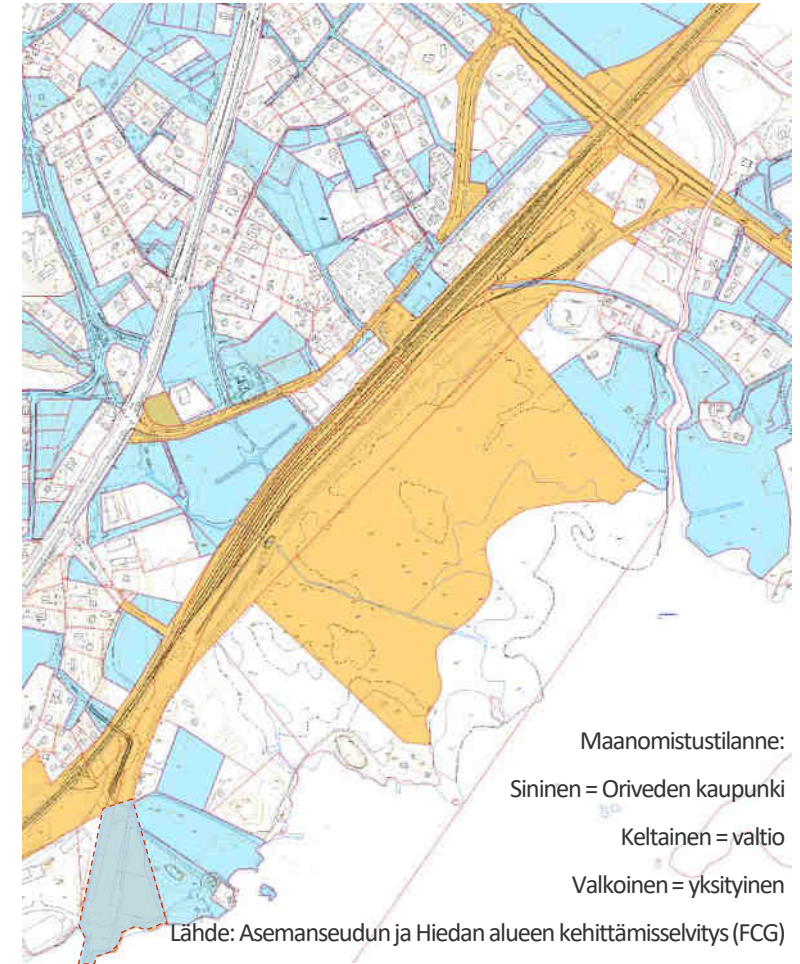 Maanomistustilanne:
Sininen = Oriveden kaupunki
Keltainen = valtio
Valkoinen = yksityinen
Lähde: Asemanseudun ja Hiedan alueen kehittämisselvitys (FCG)